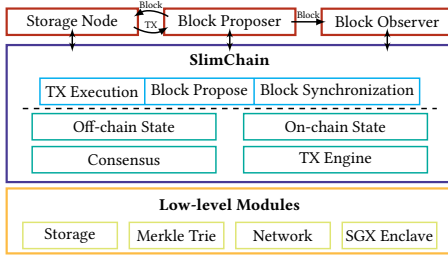 Block
Storage Node
TX
Block Proposer
Block
Block Observer
SlimChain
TX Execution
Block Propose
Block Synchronization
Off-chain State
On-chain State
Consensus
TX Engine
Low-level Modules
Storage
Merkle Trie
Network
SGX Enclave